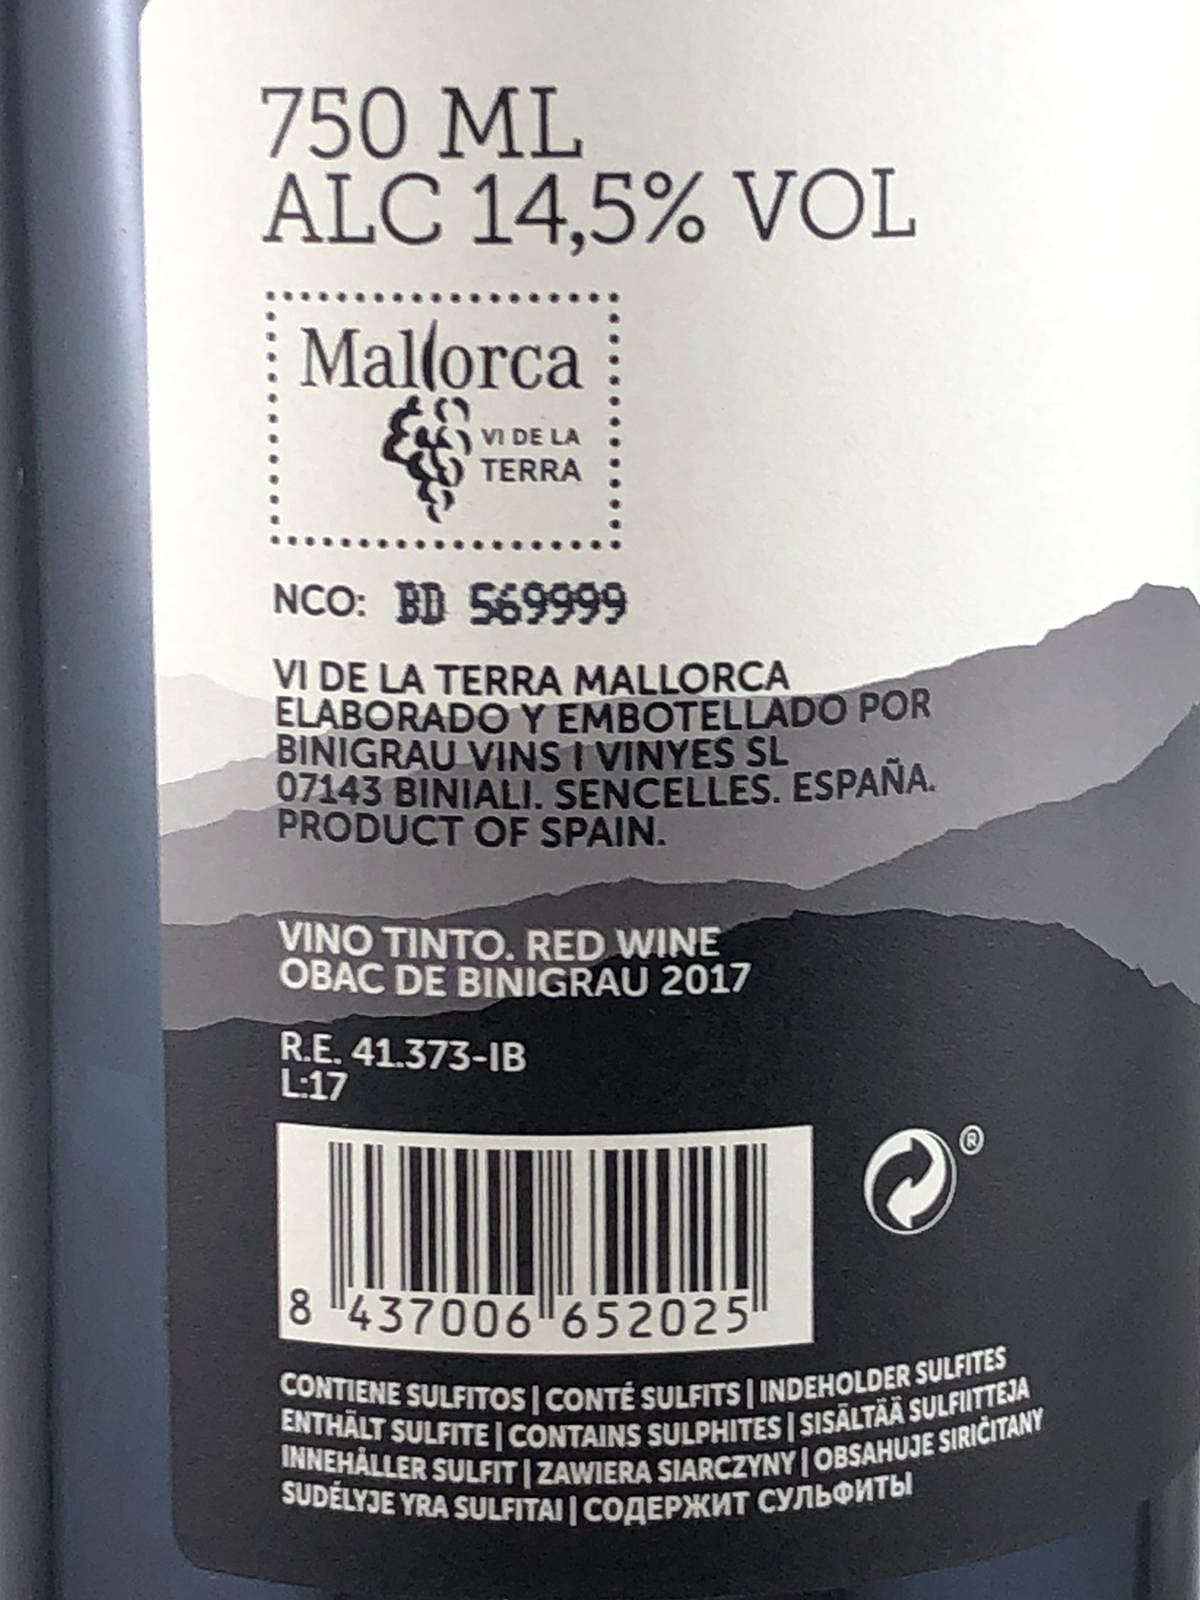 750 ML
ALC 14,5% VOL
Mallorca
VI DE LA
TERRA
NCO: BD 569999
VI DE LA TERRA MALLORCA
ELABORADO Y EMBOTELLADO POR
BINIGRAU VINS I VINYES SL
07143 BINIALI. SENCELLES. ESPAÑA.
PRODUCT OF SPAIN.
VINO TINTO. RED WINE
OBAC DE BINIGRAU 2017
R.E. 41.373-IB
L:17
®
8 437006 652025
CONTIENE SULFITOS | CONTÉ SULFITS | INDEHOLDER SULFITES
ENTHÄLT SULFITE | CONTAINS SULPHITES | SISÄLTÄÄ SULFIITTEJA
INNEHÅLLER SULFIT | ZAWIERA SIARCZYNY | OBSAHUJE SIRIČITANY
SUDĖLYJE YRA SULFITAI | СОДЕРЖИТ СУЛЬФИТЫ